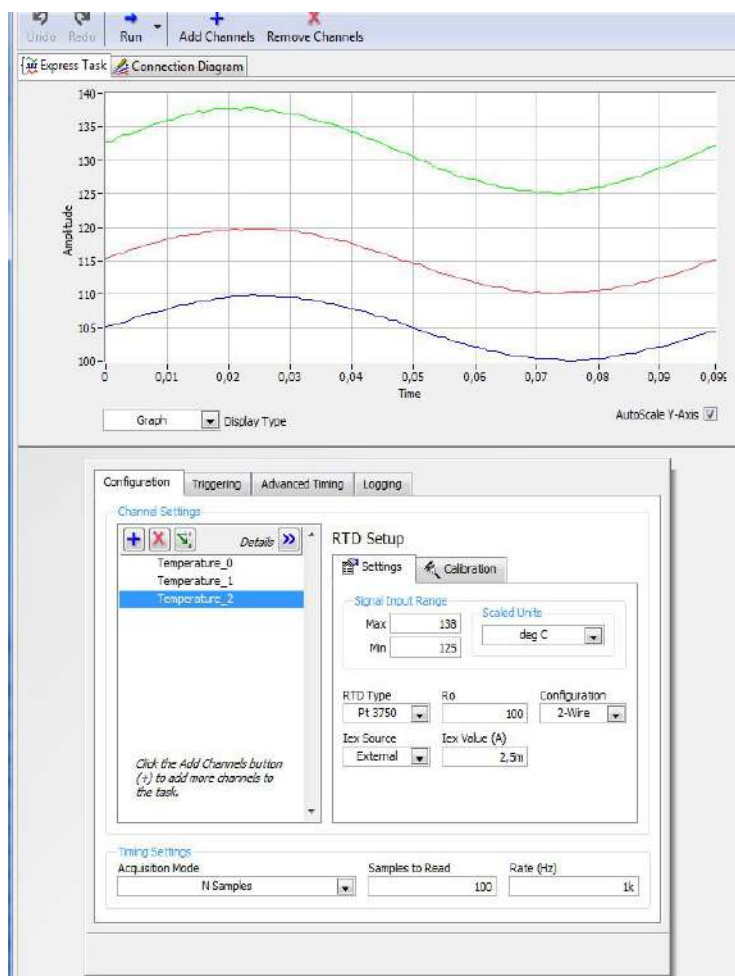 Undo Redo Run Add Channels Remove Channels
Express Task Connection Diagram
140
135
130
125
120
115
110
105
100
Amplitude
0 0,01 0,02 0,03 0,04 0,05 0,06 0,07 0,08 0,09 0,099
Time
Graph Display Type AutoScale Y-Axis
Configuration Triggering Advanced Timing Logging
Channel Settings
Details
Temperature_0
Temperature_1
Temperature_2
Click the Add Channels button
(+) to add more channels to
the task.
RTD Setup
Settings Calibration
Signal Input Range
Max 138
Min 125
Scaled Units
deg C
RTD Type Ro Configuration
Pt 3750 100 2-Wire
Iex Source Iex Value (A)
External 2,5m
Timing Settings
Acquisition Mode Samples to Read Rate (Hz)
N Samples 100 1k